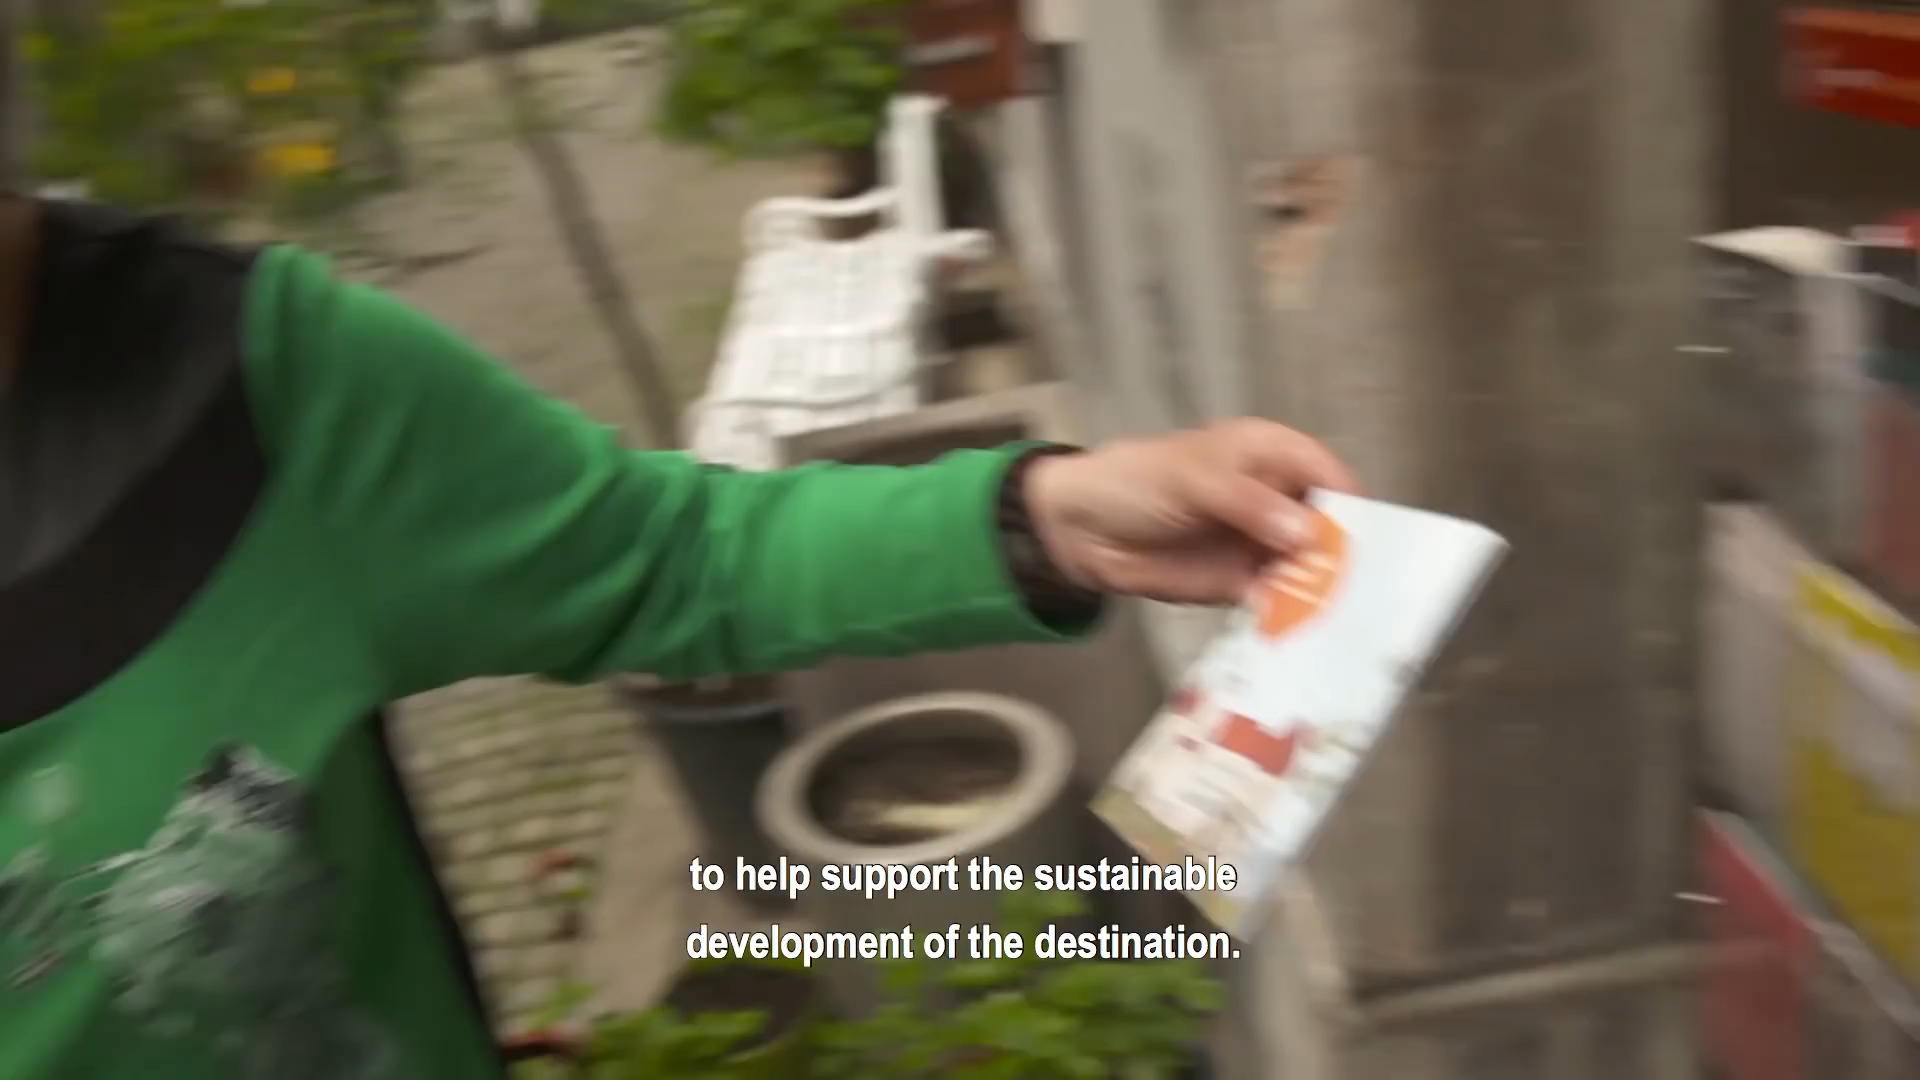 to help support the sustainable
development of the destination.